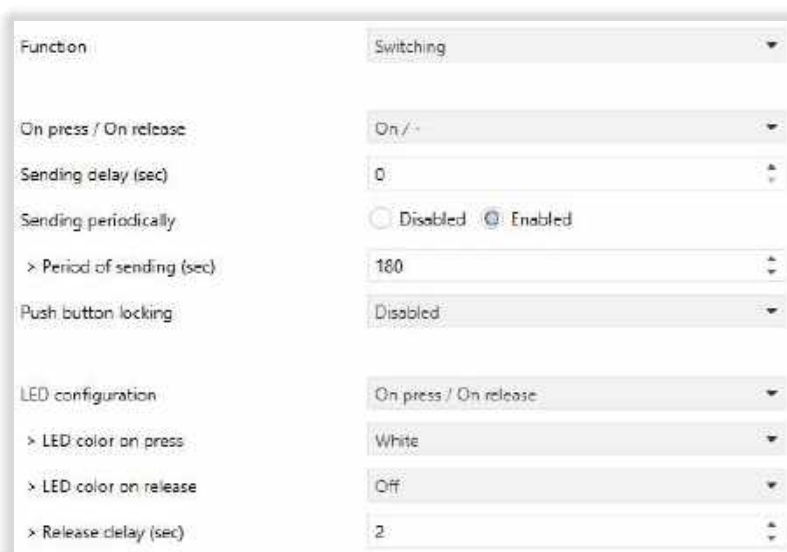 Function Switching
On press / On release On / -
Sending delay (sec) 0
Sending periodically Disabled Enabled
> Period of sending (sec) 180
Push button locking Disabled
LED configuration On press / On release
> LED color on press White
> LED color on release Off
> Release delay (sec) 2